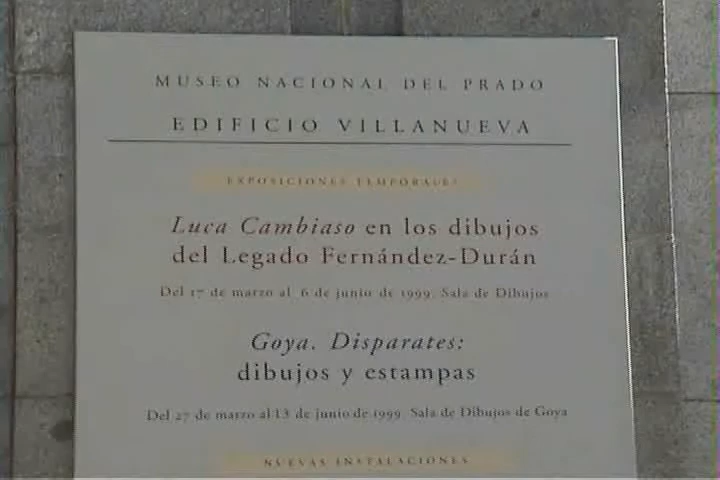 MUSEO NACIONAL DEL PRADO
EDIFICIO VILLANUEVA
EXPOSICIONES TEMPORALES
Luca Cambiaso en los dibujos
del Legado Fernández-Durán
Del 17 de marzo al 6 de junio de 1999. Sala de Dibujos
Goya. Disparates:
dibujos y estampas
Del 27 de marzo al 13 de junio de 1999. Sala de Dibujos de Goya
NUEVAS INSTALACIONES